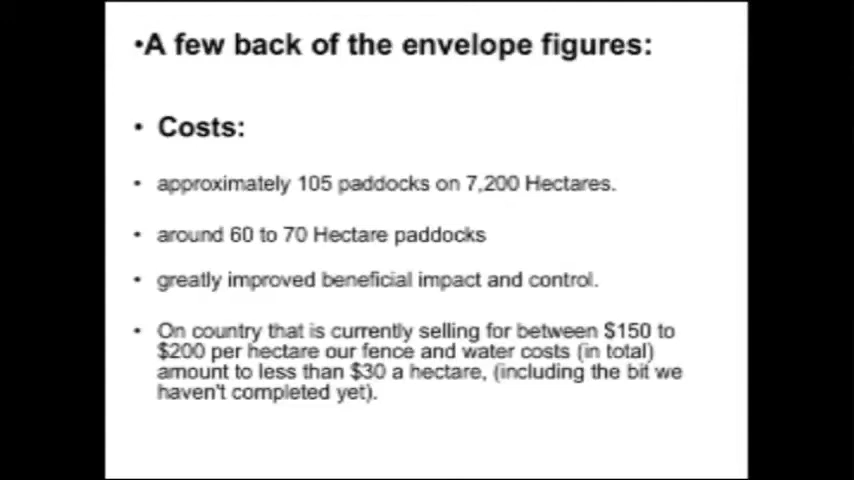 •A few back of the envelope figures:
• Costs:
• approximately 105 paddocks on 7,200 Hectares.
• around 60 to 70 Hectare paddocks
• greatly improved beneficial impact and control.
• On country that is currently selling for between $150 to
$200 per hectare our fence and water costs (in total)
amount to less than $30 a hectare, (including the bit we
haven't completed yet).